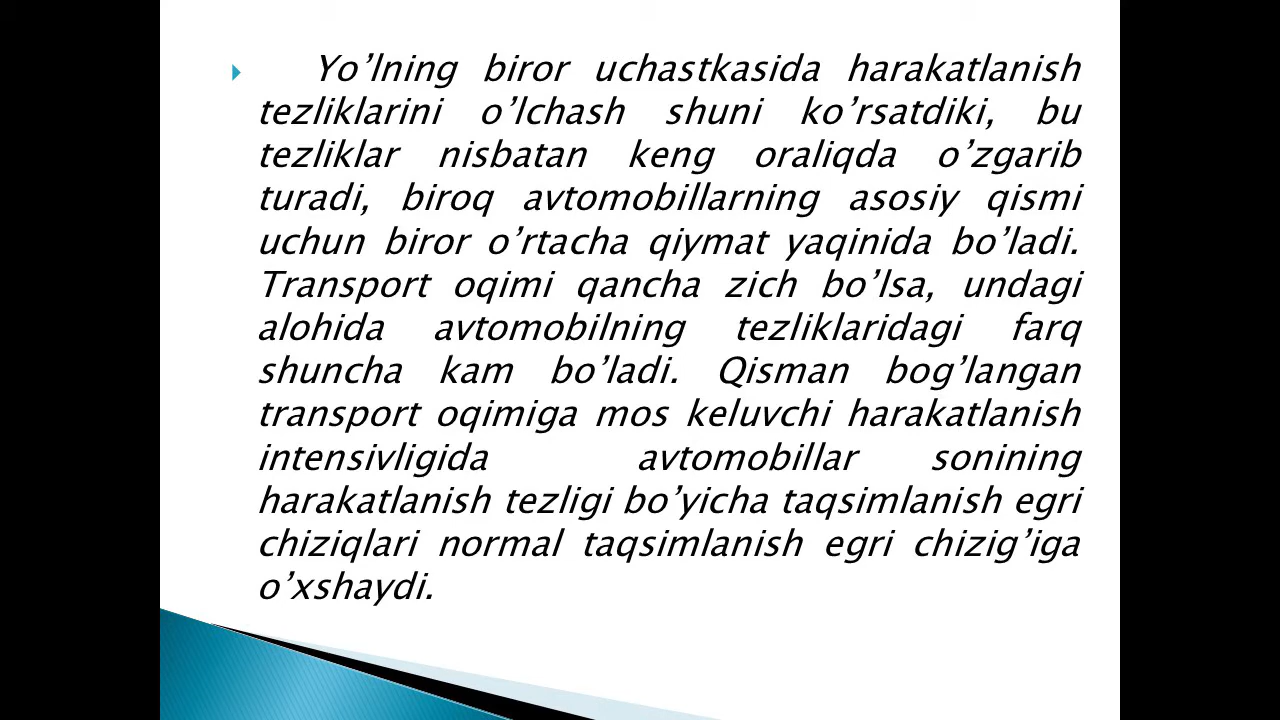 Yo’lning biror uchastkasida harakatlanish
tezliklarini o’lchash shuni ko’rsatdiki, bu
tezliklar nisbatan keng oraliqda o’zgarib
turadi, biroq avtomobillarning asosiy qismi
uchun biror o’rtacha qiymat yaqinida bo’ladi.
Transport oqimi qancha zich bo’lsa, undagi
alohida avtomobilning tezliklaridagi farq
shuncha kam bo’ladi. Qisman bog’langan
transport oqimiga mos keluvchi harakatlanish
intensivligida avtomobillar sonining
harakatlanish tezligi bo’yicha taqsimlanish egri
chiziqlari normal taqsimlanish egri chizig’iga
o’xshaydi.